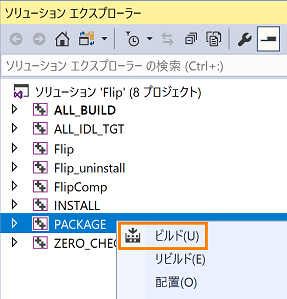 ソリューション エクスプローラー
ソリューション エクスプローラー の検索 (Ctrl+:)
ソリューション 'Flip' (8 プロジェクト)
ALL_BUILD
ALL_IDL_TGT
Flip
Flip_uninstall
FlipComp
INSTALL
PACKAGE
ビルド(U)
ZERO_CHEC
リビルド(E)
配置(O)